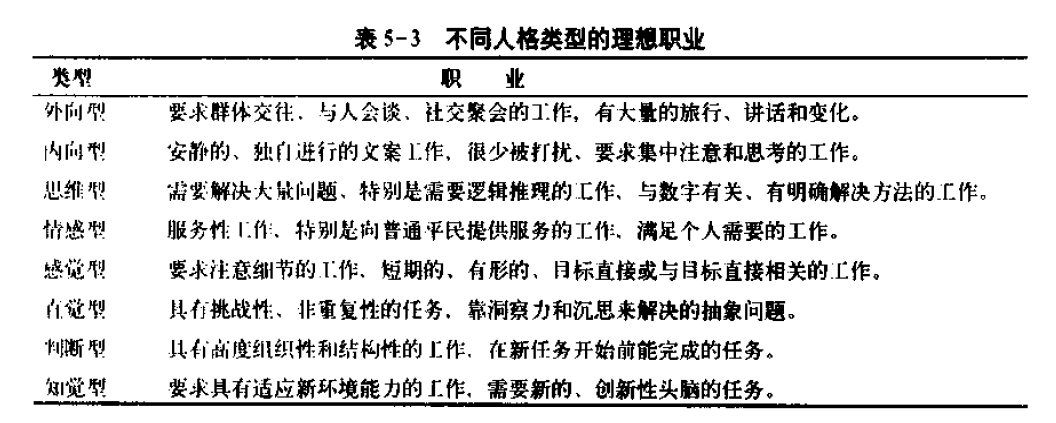 表 5-3 不同人格类型的理想职业
类型 职 业
外向型 要求群体交往、与人会谈、社交聚会的工作，有大量的旅行、讲话和变化。
内向型 安静的、独自进行的文案工作，很少被打扰、要求集中注意和思考的工作。
思维型 需要解决大量问题、特别是需要逻辑推理的工作、与数字有关、有明确解决方法的工作。
情感型 服务性工作、特别是向普通平民提供服务的工作、满足个人需要的工作。
感觉型 要求注意细节的工作、短期的、有形的、目标直接或与目标直接相关的工作。
直觉型 具有挑战性、非重复性的任务，靠洞察力和沉思来解决的抽象问题。
判断型 具有高度组织性和结构性的工作，在新任务开始前能完成的任务。
知觉型 要求具有适应新环境能力的工作，需要新的、创新性头脑的任务。